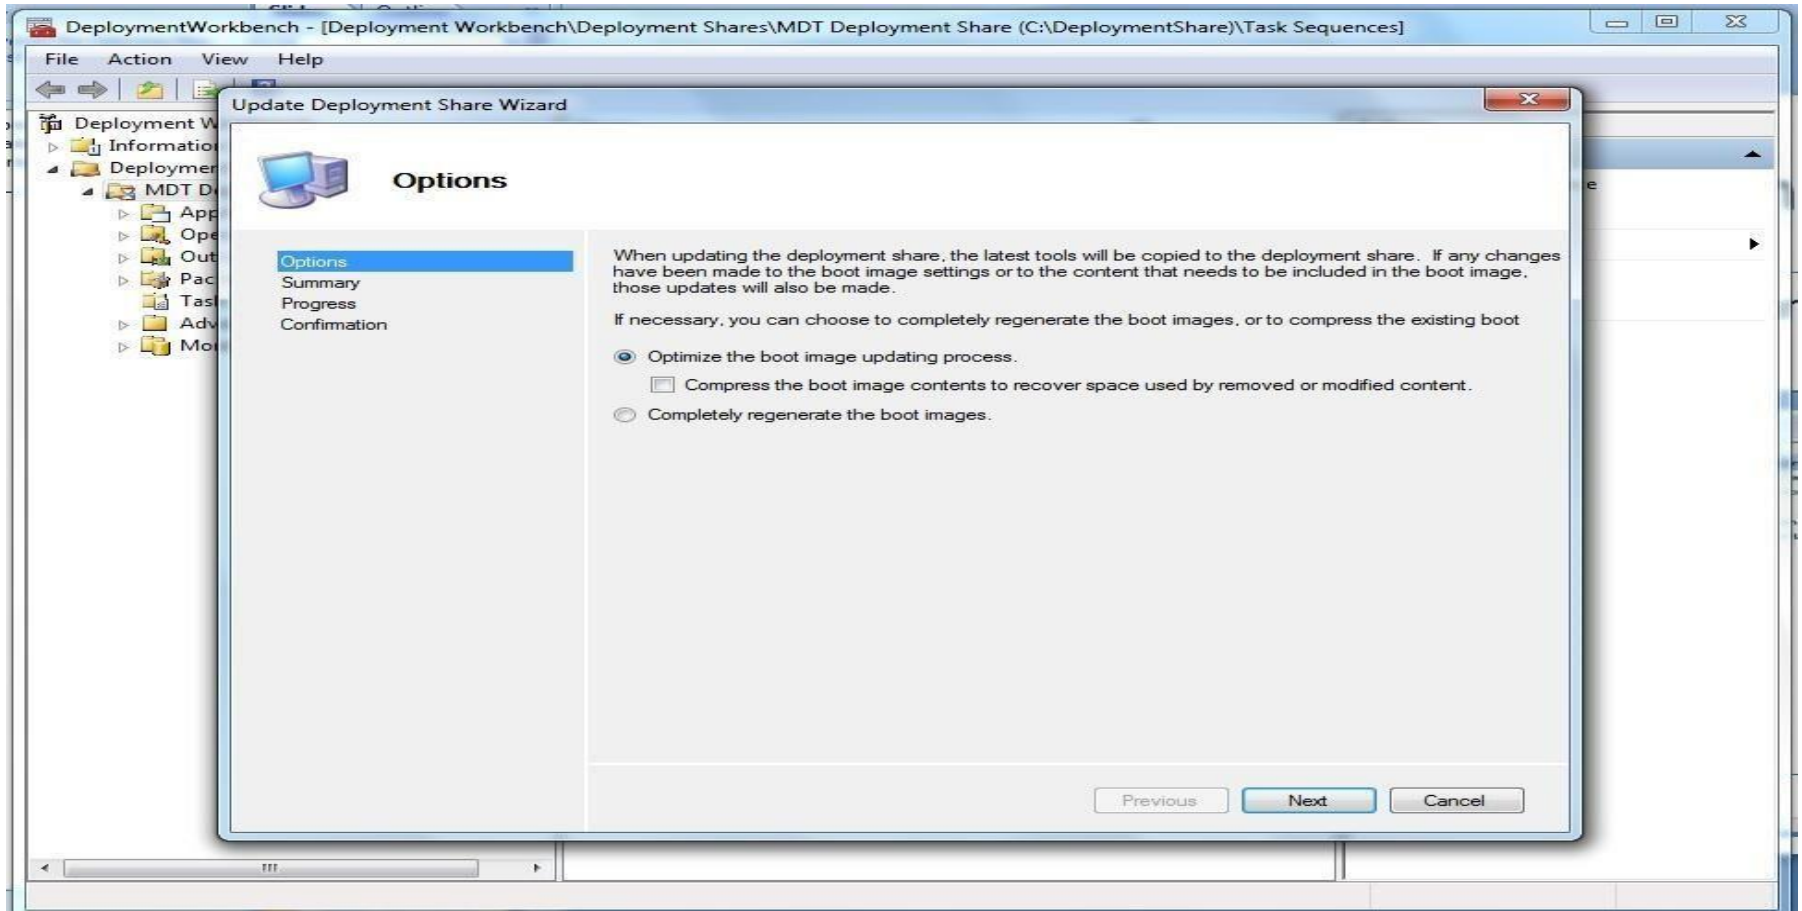 DeploymentWorkbench - [Deployment Workbench\Deployment Shares\MDT Deployment Share (C:\DeploymentShare)\Task Sequences]
File Action View Help
Update Deployment Share Wizard
Deployment W
Informatio
Deploymer
MDT D
App
Ope
Out
Pac
Tas
Adv
Mo
Options
Options
Summary
Progress
Confirmation
When updating the deployment share, the latest tools will be copied to the deployment share. If any changes
have been made to the boot image settings or to the content that needs to be included in the boot image,
those updates will also be made.
If necessary, you can choose to completely regenerate the boot images, or to compress the existing boot
Optimize the boot image updating process.
Compress the boot image contents to recover space used by removed or modified content.
Completely regenerate the boot images.
e
Previous Next Cancel